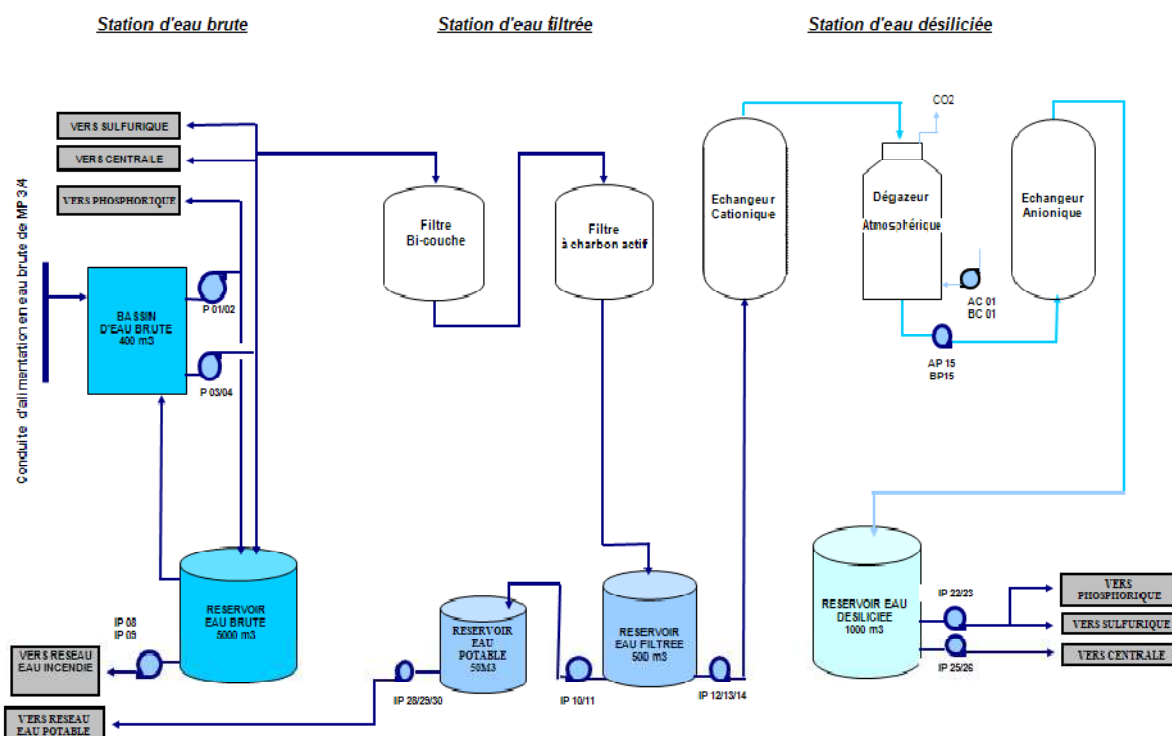 Station d'eau brute
Station d'eau filtrée
Station d'eau désiliciée
VERS SULFURIQUE
VERS CENTRALE
VERS PHOSPHORIQUE
Conduite d'alimentation en eau brute de MP 3/4
BASSIN
D'EAU BRUTE
400 m3
P 01/02
P 03/04
RESERVOIR
EAU BRUTE
5000 m3
IP 08
IP 09
VERS RESEAU
EAU INCENDIE
VERS RESEAU
EAU POTABLE
Filtre
Bi-couche
Filtre
à charbon actif
RESERVOIR
EAU
POTABLE
50M3
IP 28/29/30
IP 10/11
RESERVOIR
EAU FILTREE
500 m3
IP 12/13/14
Echangeur
Cationique
CO2
Dégazeur
Atmosphérique
AC 01
BC 01
AP 15
BP15
Echangeur
Anionique
RESERVOIR EAU
DESILICIEE
1000 m3
IP 22/23
IP 25/26
VERS
PHOSPHORIQUE
VERS SULFURIQUE
VERS CENTRALE